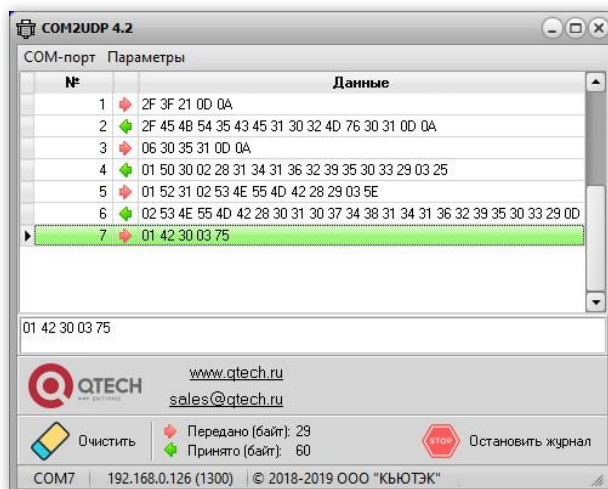 COM2UDP 4.2
COM-порт Параметры
№ Данные
1 2F 3F 21 0D 0A
2 2F 45 4B 54 35 43 45 31 30 32 4D 76 30 31 0D 0A
3 06 30 35 31 0D 0A
4 01 50 30 02 28 31 34 31 36 32 39 35 30 33 29 03 25
5 01 52 31 02 53 4E 55 4D 42 28 29 03 5E
6 02 53 4E 55 4D 42 28 30 31 30 37 34 38 31 34 31 36 32 39 35 30 33 29 0D
7 01 42 30 03 75
01 42 30 03 75
QTECH
www.qtech.ru
sales@qtech.ru
Очистить
Передано (байт): 29
Принято (байт): 60
STOP
Остановить журнал
COM7 192.168.0.126 (1300) © 2018-2019 ООО "КЬЮТЭК"